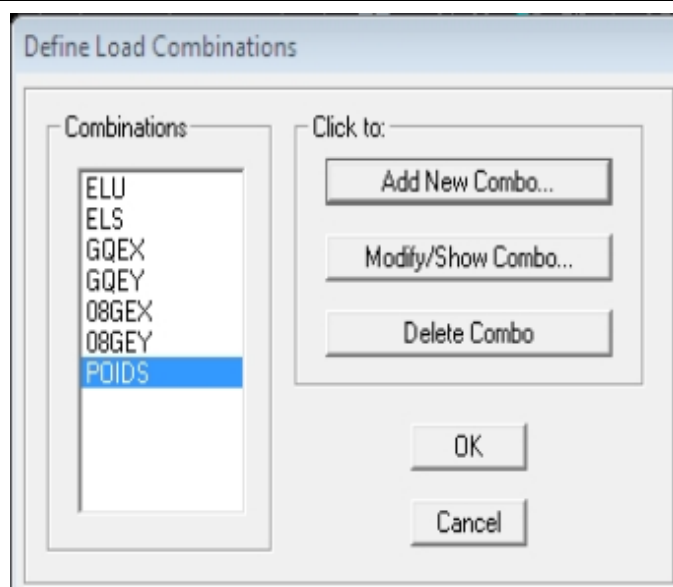 Define Load Combinations
Combinations
ELU
ELS
GQEX
GQEY
08GEX
08GEY
POIDS
Click to:
Add New Combo...
Modify/Show Combo...
Delete Combo
OK
Cancel